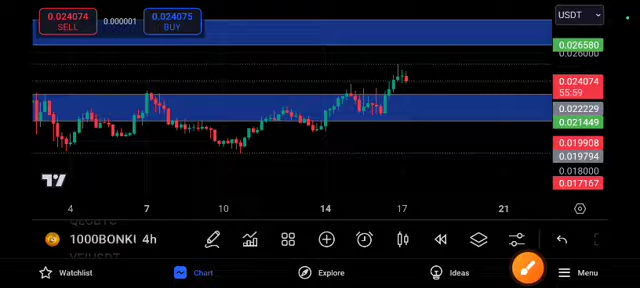 0.024074 SELL
0.000001
0.024075 BUY
USDT
0.026580
0.026000
0.024074
55:59
0.022229
0.021449
0.019908
0.019794
0.018000
0.017167
4 7 10 14 17 21
1000BONKU 4h
Watchlist Chart Explore Ideas Menu